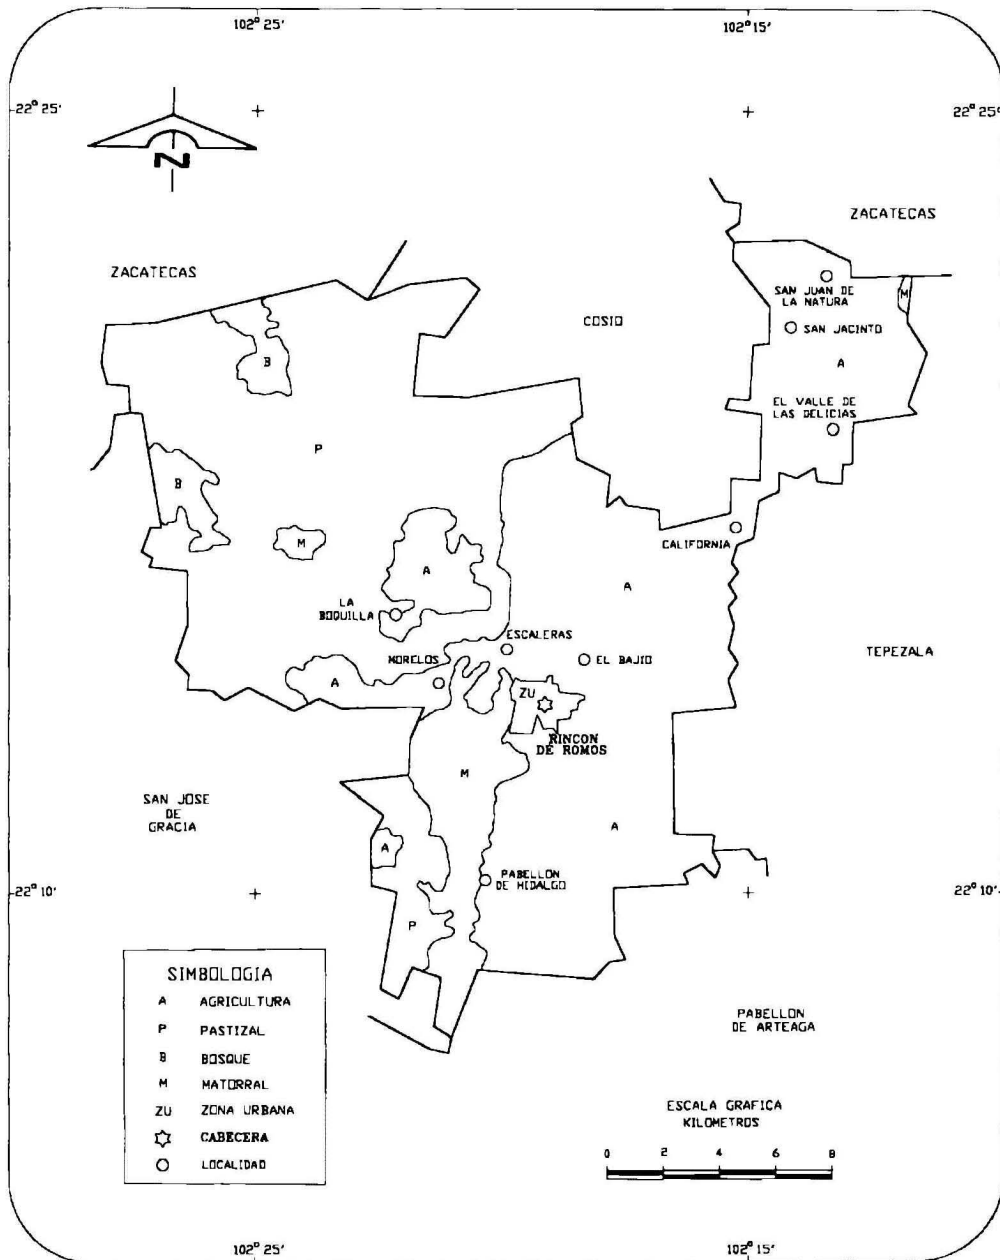 102° 25'
102° 15'
22° 25'
22° 25'
N
ZACATECAS
ZACATECAS
SAN JUAN DE
LA NATURA
M
COSIO
SAN JACINTO
B
A
EL VALLE DE
LAS DELICIAS
P
B
M
CALIFORNIA
A
A
LA
BOQUILLA
ESCALERAS
MORELOS
EL BAJIO
TEPEZALA
A
ZU
RINCON
DE ROMOS
M
SAN JOSE
DE
GRACIA
A
A
PABELLON
DE HIDALGO
22° 10'
22° 10'
P
SIMBOLOGIA
A AGRICULTURA
P PASTIZAL
B BOSQUE
M MATORRAL
ZU ZONA URBANA
CABECERA
LOCALIDAD
PABELLON
DE ARTEAGA
ESCALA GRAFICA
KILOMETROS
0 2 4 6 8
102° 25'
102° 15'